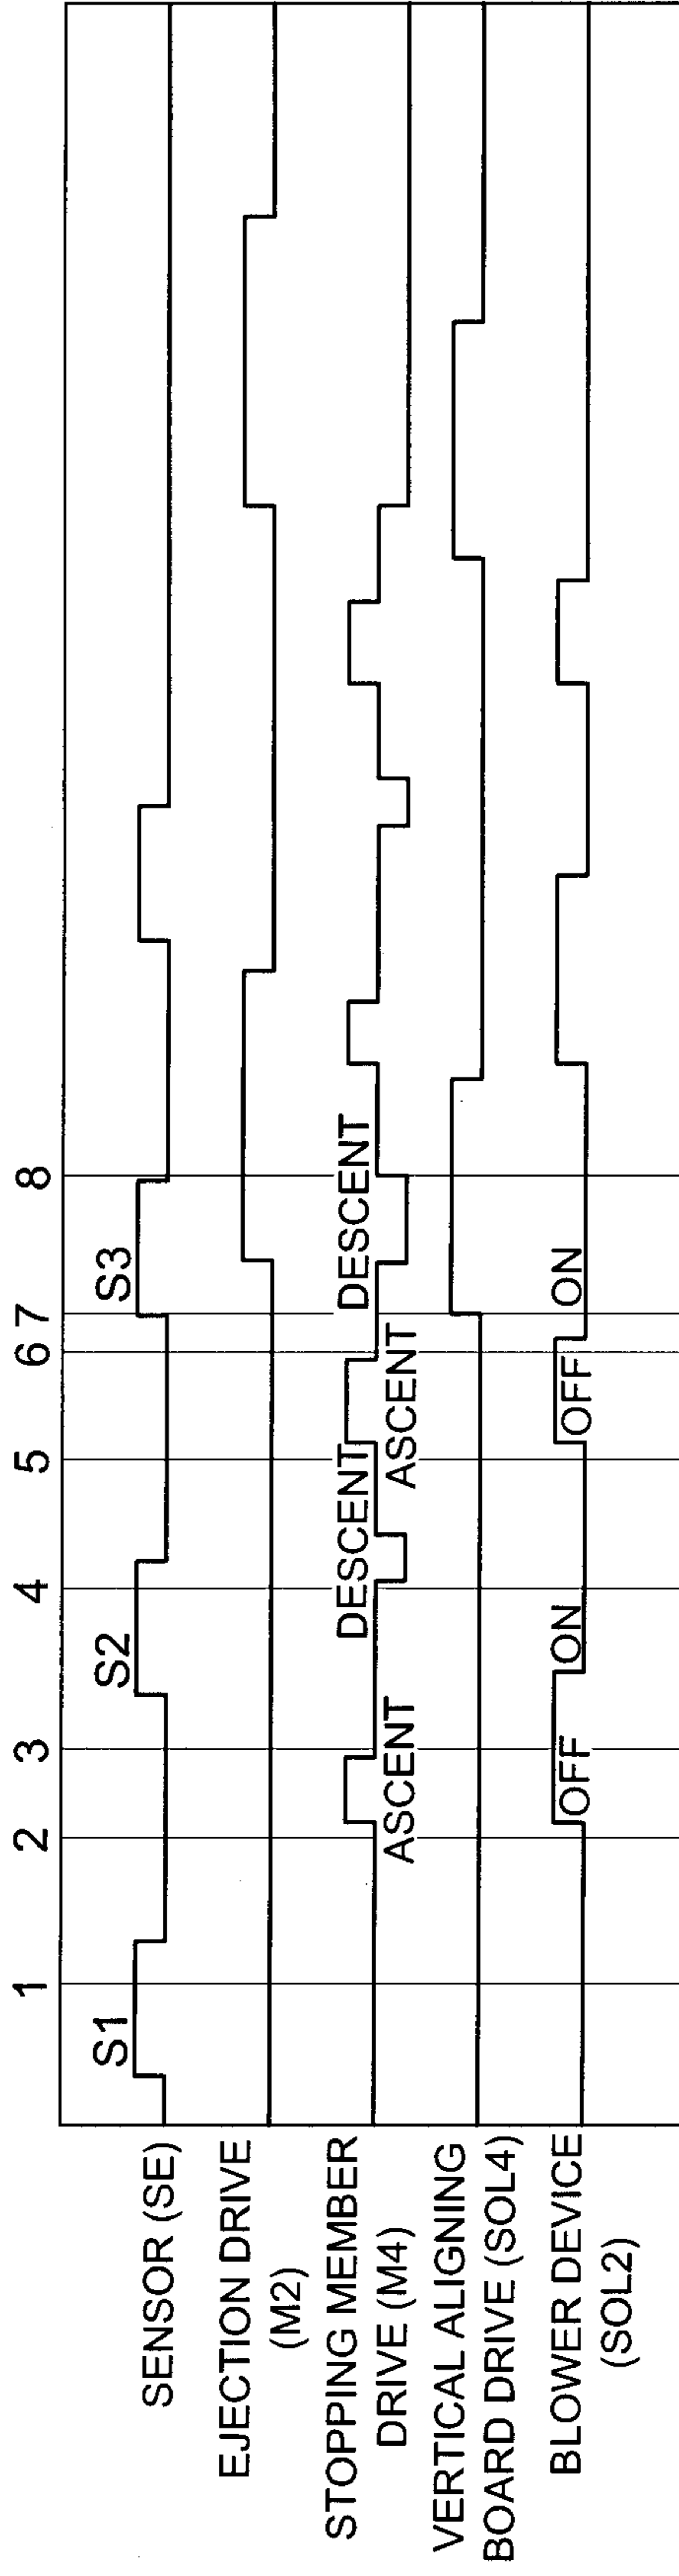 1 2 3 4 5 6 7 8
SENSOR (SE)
S1 S2 S3
EJECTION DRIVE
(M2)
STOPPING MEMBER
DRIVE (M4)
ASCENT DESCENT ASCENT DESCENT
VERTICAL ALIGNING
BOARD DRIVE (SOL4)
BLOWER DEVICE
(SOL2)
OFF ON OFF ON